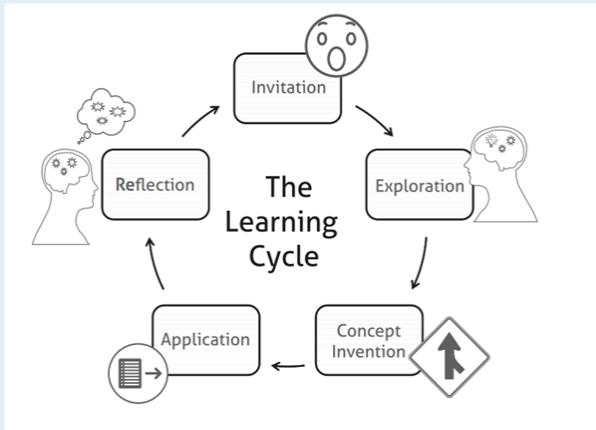 Invitation
Exploration
Concept
Invention
Application
Reflection
The
Learning
Cycle